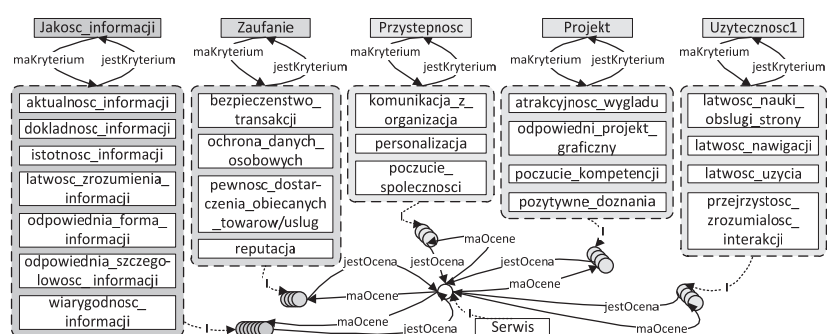 Jakosc_informacji
Zaufanie
Przystepnosc
Projekt
Uzytecznosc1
maKryterium
jestKryterium
maKryterium
jestKryterium
maKryterium
jestKryterium
maKryterium
jestKryterium
maKryterium
jestKryterium
aktualnosc_informacji
dokladnosc_informacji
istotnosc_informacji
latwosc_zrozumienia_
informacji
odpowiednia_forma_
informacji
odpowiednia_szczego-
lowosc_informacji
wiarygodnosc_
informacji
bezpieczenstwo_
transakcji
ochrona_danych_
osobowych
pewnosc_dostar-
czenia_obiecanych
_towarow/uslug
reputacja
komunikacja_z_
organizacja
personalizacja
poczucie_
spolecznosci
atrakcyjnosc_wygladu
odpowiedni_projekt_
graficzny
poczucie_kompetencji
pozytywne_doznania
latwosc_nauki_
obslugi_strony
latwosc_nawigacji
latwosc_uzycia
przejrzystosc_
zrozumialosc_
interakcji
maOcene
jestOcena
jestOcena
jestOcena
maOcene
maOcene
jestOcena
maOcene
jestOcena
Serwis